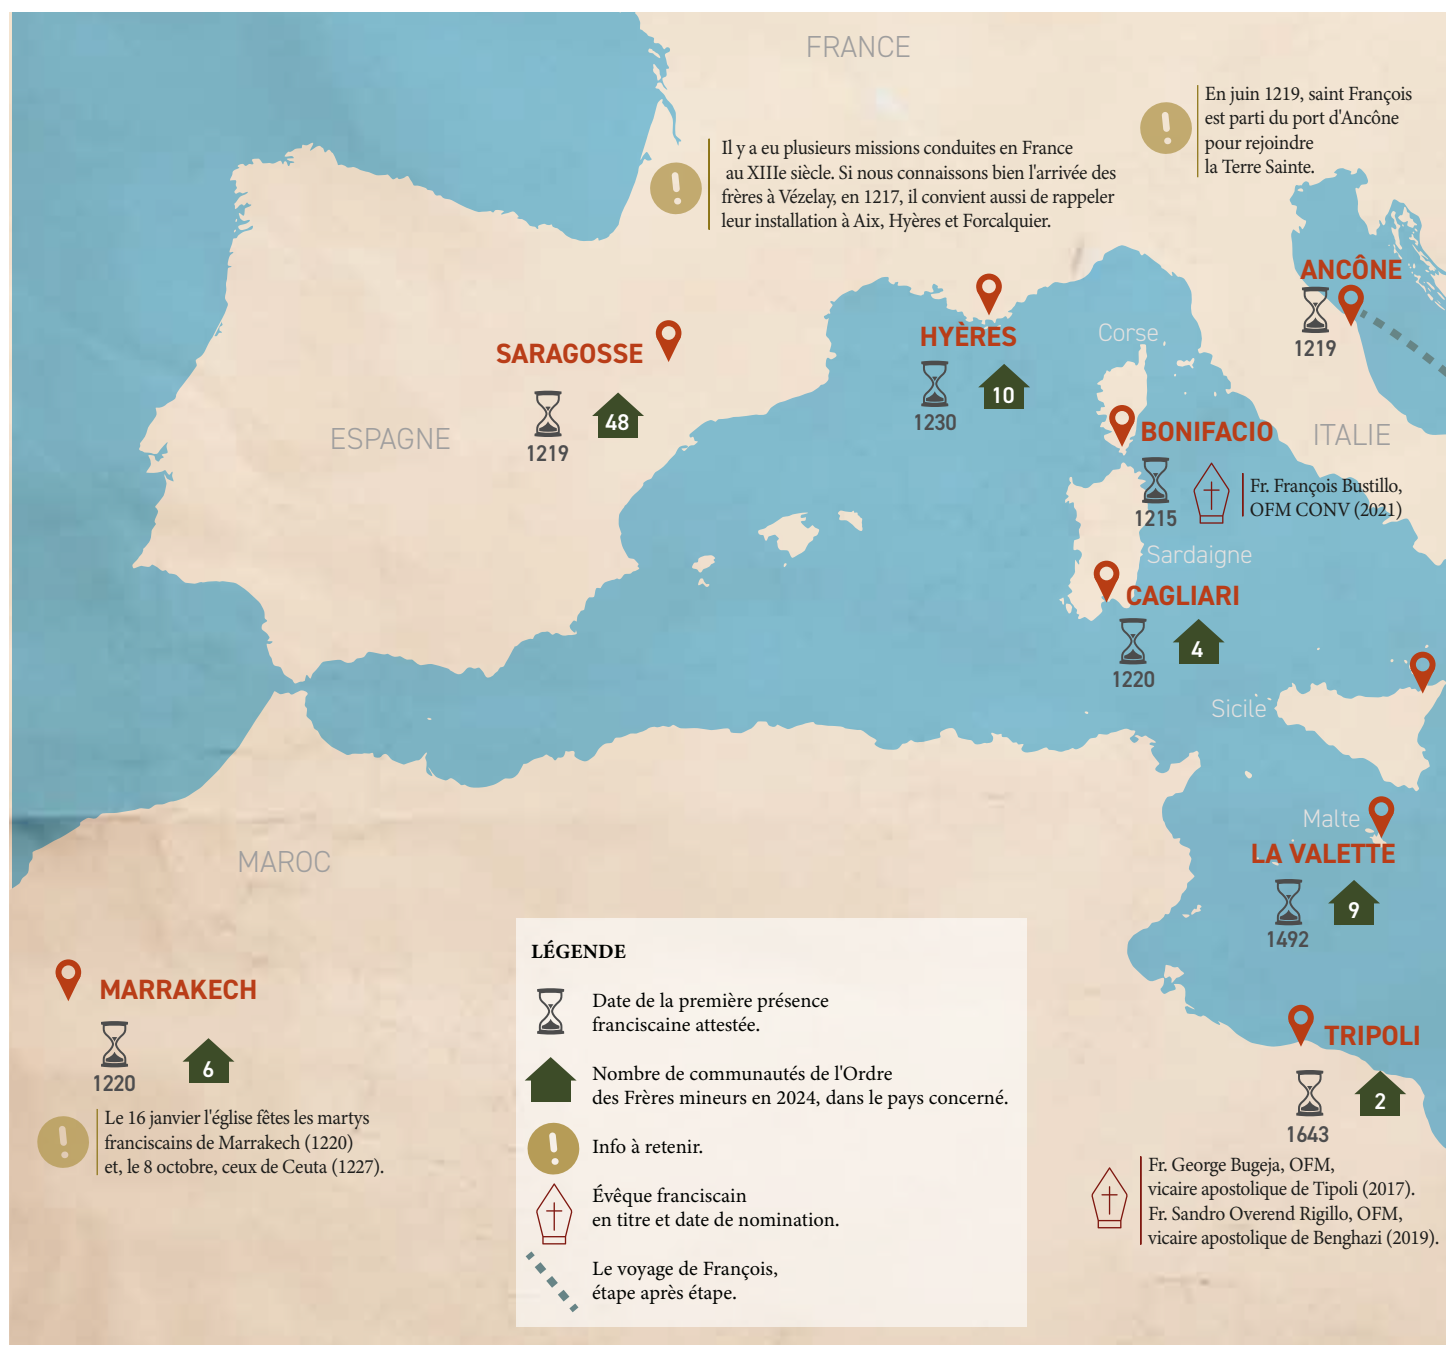 FRANCE
En juin 1219, saint François
est parti du port d'Ancône
pour rejoindre
la Terre Sainte.
Il y a eu plusieurs missions conduites en France
au XIIIe siècle. Si nous connaissons bien l'arrivée des
frères à Vézelay, en 1217, il convient aussi de rappeler
leur installation à Aix, Hyères et Forcalquier.
ANCÔNE
1219
HYÈRES
10
1230
SARAGOSSE
48
1219
ESPAGNE
Corse
BONIFACIO
1215
Fr. François Bustillo,
OFM CONV (2021)
ITALIE
Sardaigne
CAGLIARI
4
1220
Sicile
Malte
LA VALETTE
9
1492
MAROC
MARRAKECH
6
1220
Le 16 janvier l'église fêtes les martys
franciscains de Marrakech (1220)
et, le 8 octobre, ceux de Ceuta (1227).
LÉGENDE
Date de la première présence
franciscaine attestée.
Nombre de communautés de l'Ordre
des Frères mineurs en 2024, dans le pays concerné.
Info à retenir.
Évêque franciscain
en titre et date de nomination.
Le voyage de François,
étape après étape.
TRIPOLI
2
1643
Fr. George Bugeja, OFM,
vicaire apostolique de Tipoli (2017).
Fr. Sandro Overend Rigillo, OFM,
vicaire apostolique de Benghazi (2019).